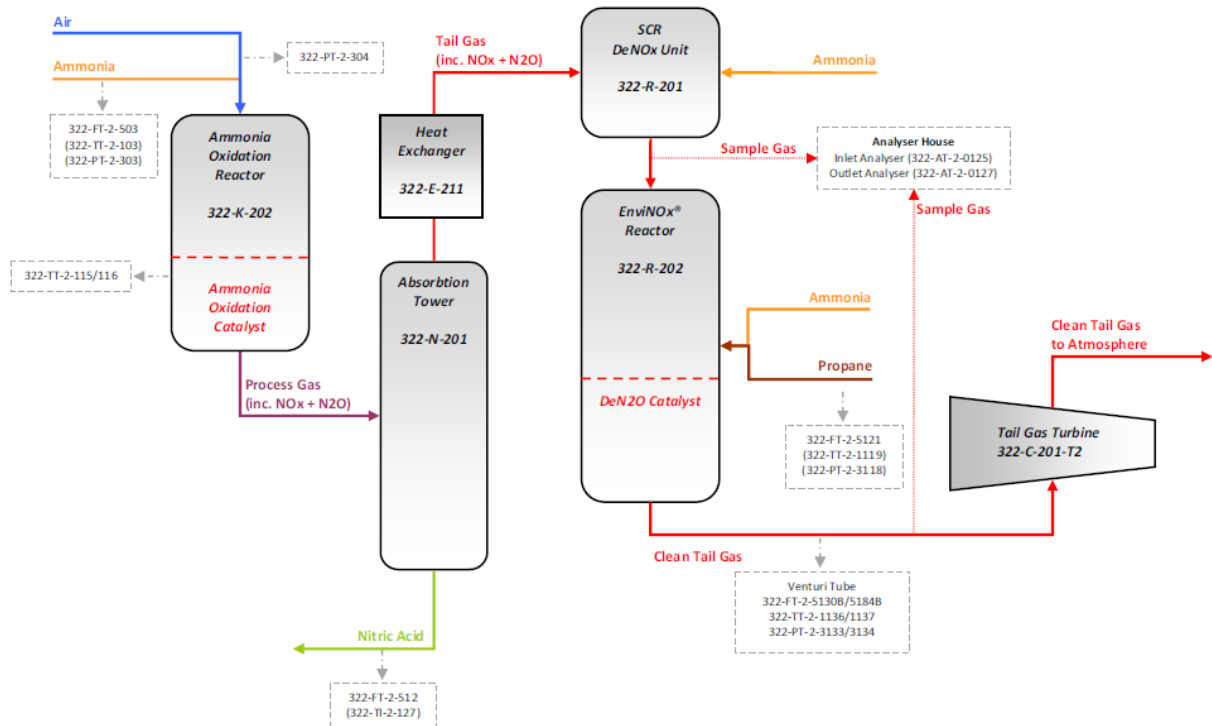 Air
322-PT-2-304
Ammonia
322-FT-2-503
(322-TT-2-103)
(322-PT-2-303)
Ammonia
Oxidation
Reactor
322-K-202
322-TT-2-115/116
Ammonia
Oxidation
Catalyst
Process Gas
(inc. NOx + N2O)
Tail Gas
(inc. NOx + N2O)
Heat
Exchanger
322-E-211
Absorbtion
Tower
322-N-201
Nitric Acid
322-FT-2-512
(322-TI-2-127)
SCR
DeNOx Unit
322-R-201
Ammonia
Sample Gas
Analyser House
Inlet Analyser (322-AT-2-0125)
Outlet Analyser (322-AT-2-0127)
Sample Gas
EnviNOx®
Reactor
322-R-202
Ammonia
Propane
DeN2O Catalyst
322-FT-2-5121
(322-TT-2-1119)
(322-PT-2-3118)
Clean Tail Gas
to Atmosphere
Tail Gas Turbine
322-C-201-T2
Clean Tail Gas
Venturi Tube
322-FT-2-5130B/5184B
322-TT-2-1136/1137
322-PT-2-3133/3134